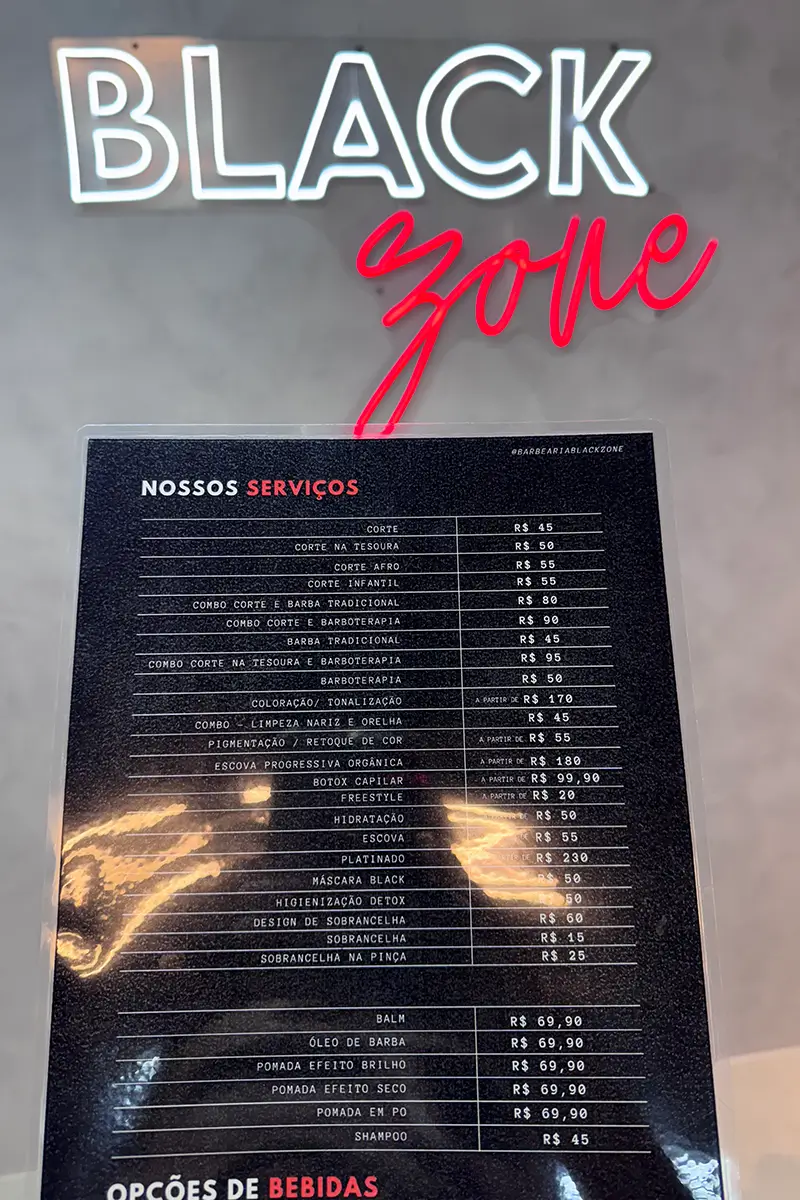 BLACK
zone
@BARBEARIABLACKZONE
NOSSOS SERVIÇOS
CORTE R$ 45
CORTE NA TESOURA R$ 50
CORTE AFRO R$ 55
CORTE INFANTIL R$ 55
COMBO CORTE E BARBA TRADICIONAL R$ 80
COMBO CORTE E BARBOTERAPIA R$ 90
BARBA TRADICIONAL R$ 45
COMBO CORTE NA TESOURA E BARBOTERAPIA R$ 95
BARBOTERAPIA R$ 50
COLORAÇÃO/ TONALIZAÇÃO A PARTIR DE R$ 170
COMBO - LIMPEZA NARIZ E ORELHA R$ 45
PIGMENTAÇÃO / RETOQUE DE COR A PARTIR DE R$ 55
ESCOVA PROGRESSIVA ORGÂNICA A PARTIR DE R$ 180
BOTOX CAPILAR A PARTIR DE R$ 99,90
FREESTYLE A PARTIR DE R$ 20
HIDRATAÇÃO A PARTIR DE R$ 50
ESCOVA R$ 55
PLATINADO A PARTIR DE R$ 230
MÁSCARA BLACK R$ 50
HIGIENIZAÇÃO DETOX 50
DESIGN DE SOBRANCELHA R$ 60
SOBRANCELHA R$ 15
SOBRANCELHA NA PINÇA R$ 25
BALM R$ 69,90
ÓLEO DE BARBA R$ 69,90
POMADA EFEITO BRILHO R$ 69,90
POMADA EFEITO SECO R$ 69,90
POMADA EM PO R$ 69,90
SHAMPOO R$ 45
OPÇÕES DE BEBIDAS